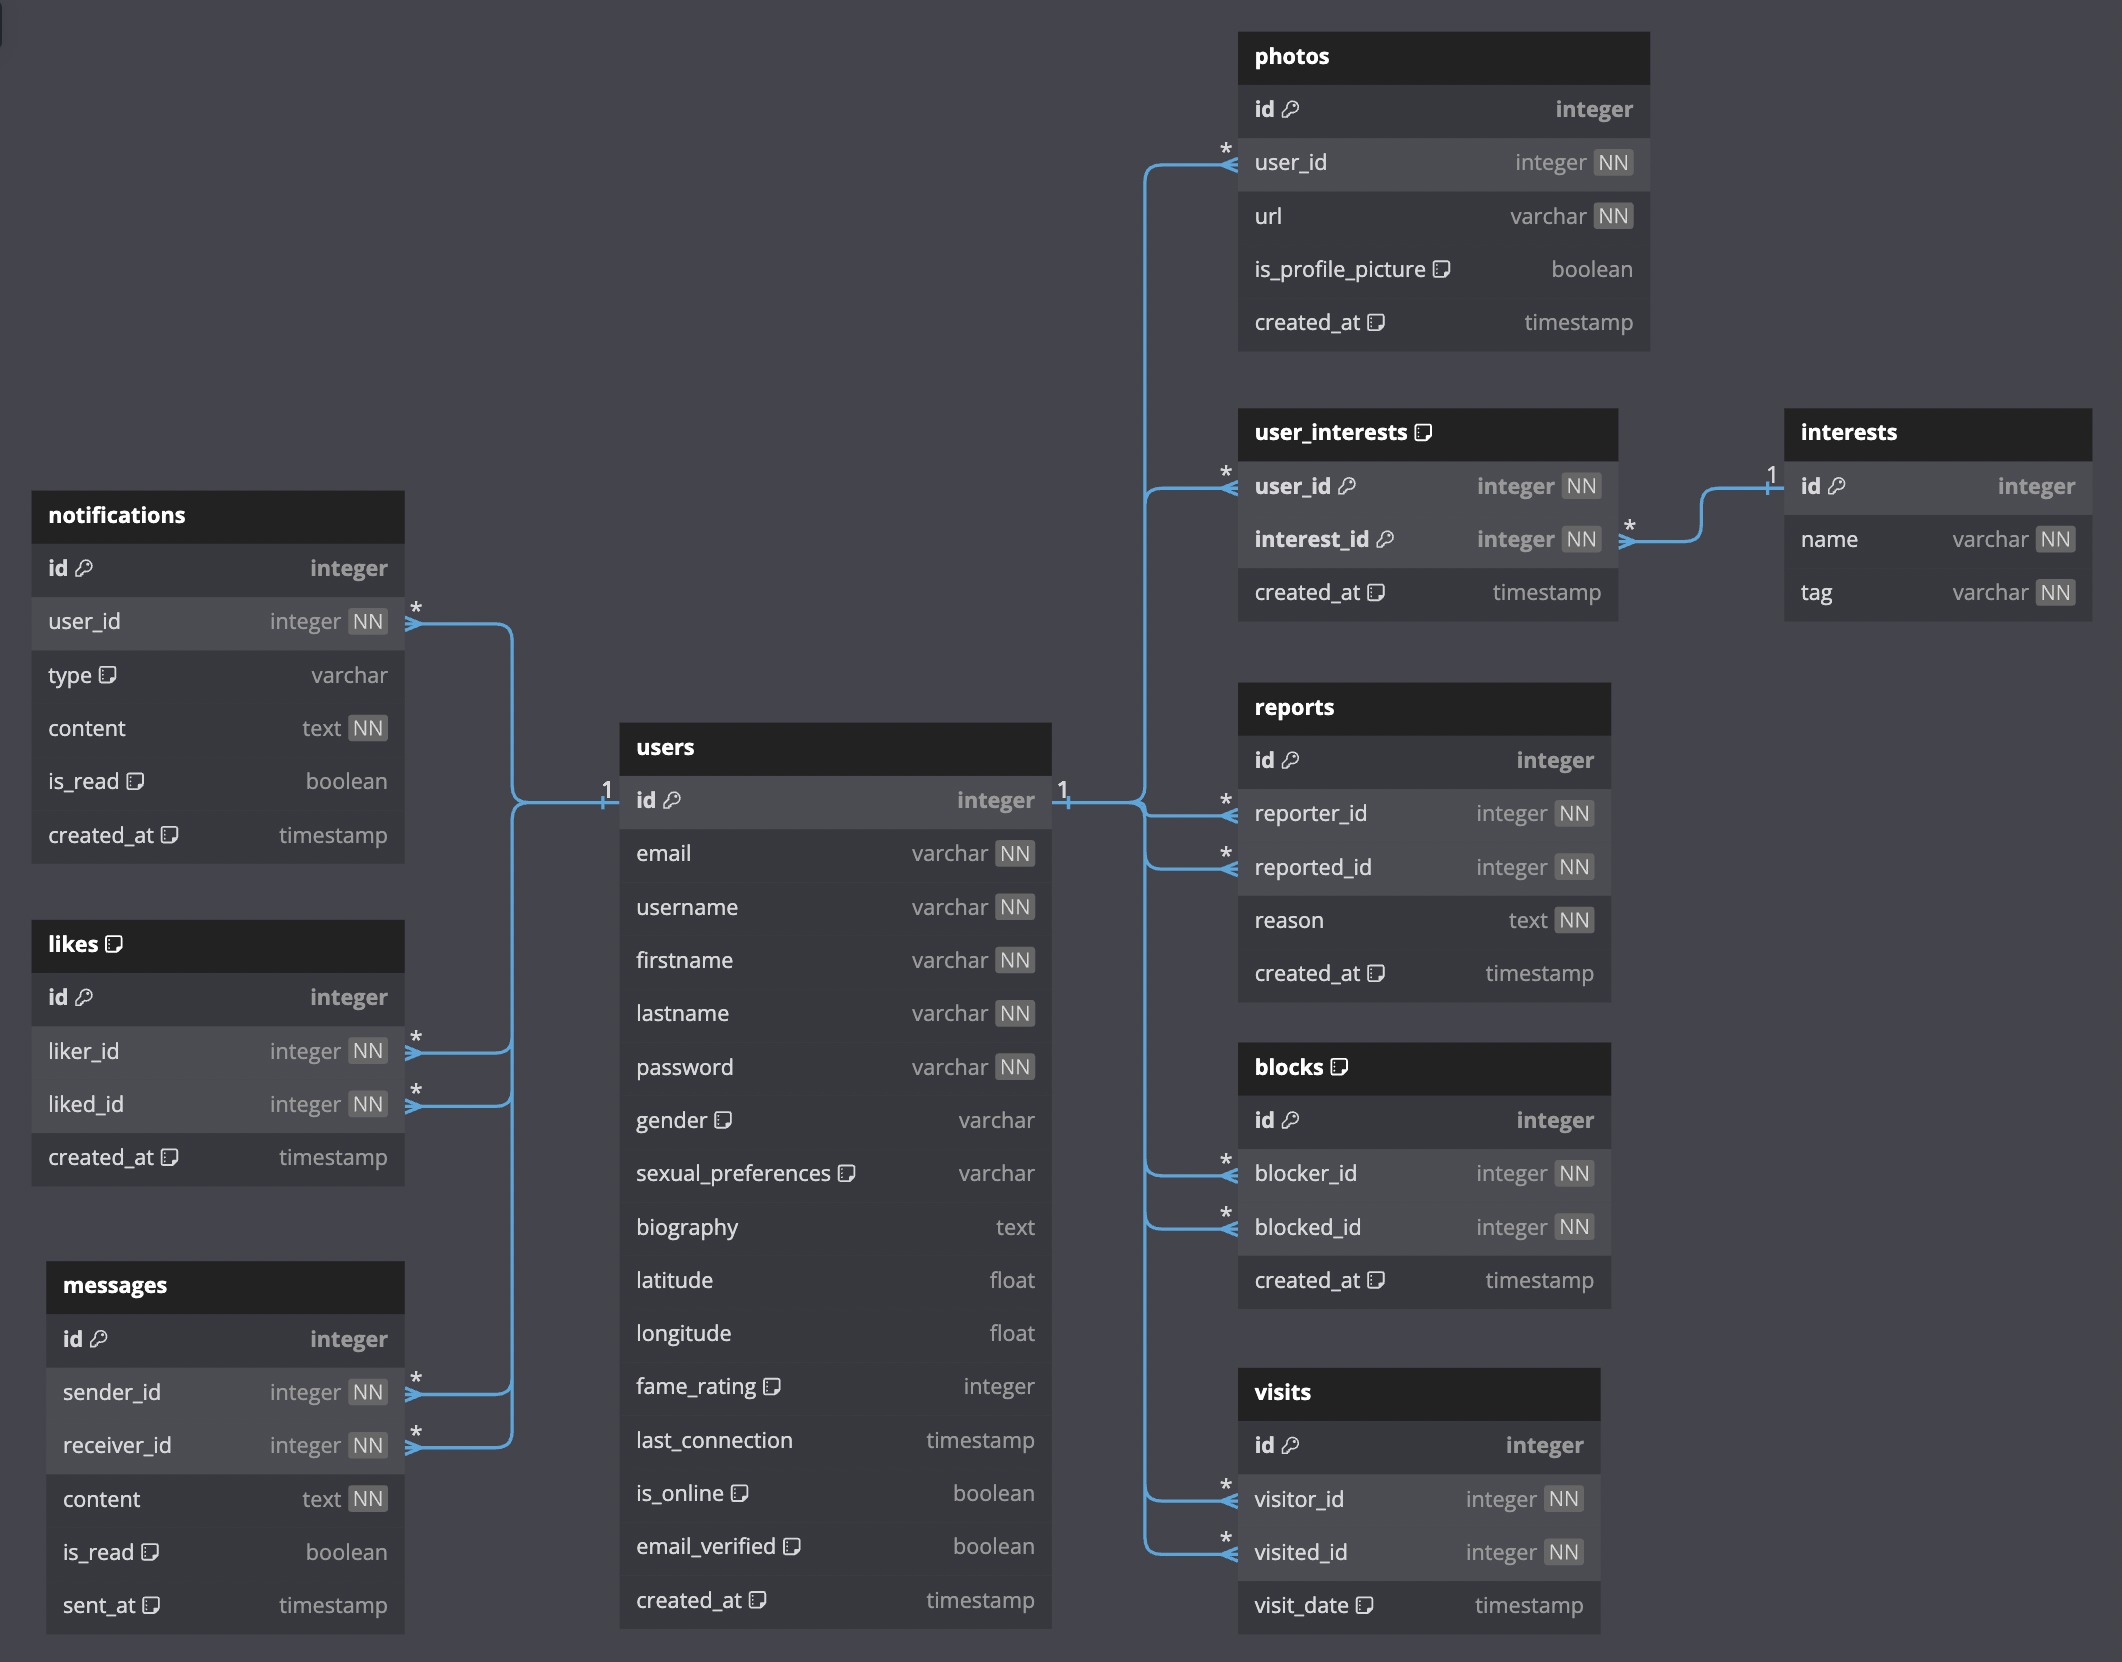 photos
id integer
* user_id integer NN
url varchar NN
is_profile_picture boolean
created_at timestamp
user_interests
* user_id integer NN
interest_id integer NN *
created_at timestamp
interests
1 id integer
name varchar NN
tag varchar NN
notifications
id integer
user_id integer NN *
type varchar
content text NN
is_read boolean
created_at timestamp
likes
id integer
liker_id integer NN *
liked_id integer NN *
created_at timestamp
messages
id integer
sender_id integer NN *
receiver_id integer NN *
content text NN
is_read boolean
sent_at timestamp
users
1 id integer 1
email varchar NN
username varchar NN
firstname varchar NN
lastname varchar NN
password varchar NN
gender varchar
sexual_preferences varchar
biography text
latitude float
longitude float
fame_rating integer
last_connection timestamp
is_online boolean
email_verified boolean
created_at timestamp
reports
id integer
* reporter_id integer NN
* reported_id integer NN
reason text NN
created_at timestamp
blocks
id integer
* blocker_id integer NN
* blocked_id integer NN
created_at timestamp
visits
id integer
* visitor_id integer NN
* visited_id integer NN
visit_date timestamp